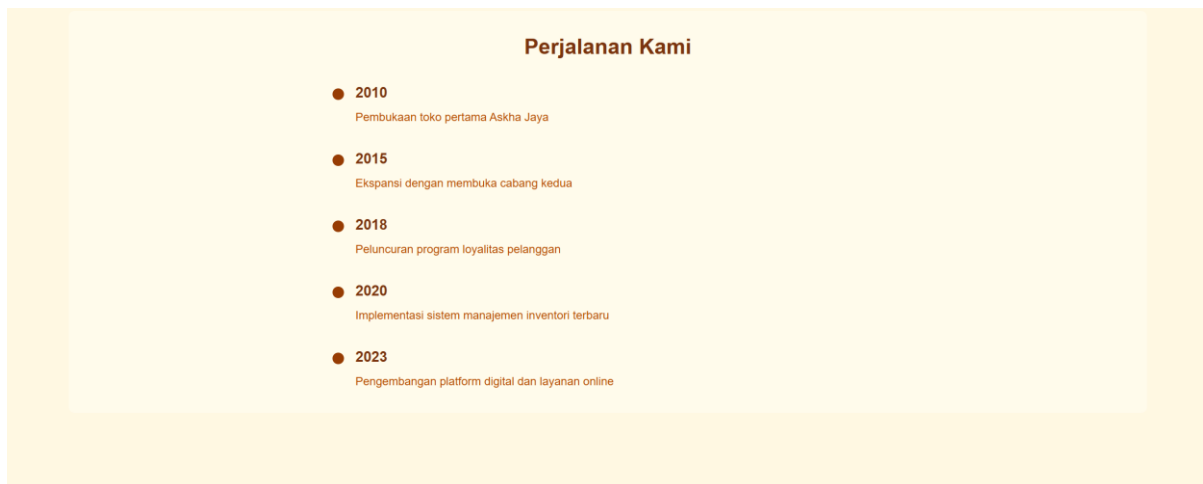 Perjalanan Kami
2010
Pembukaan toko pertama Askha Jaya
2015
Ekspansi dengan membuka cabang kedua
2018
Peluncuran program loyalitas pelanggan
2020
Implementasi sistem manajemen inventori terbaru
2023
Pengembangan platform digital dan layanan online